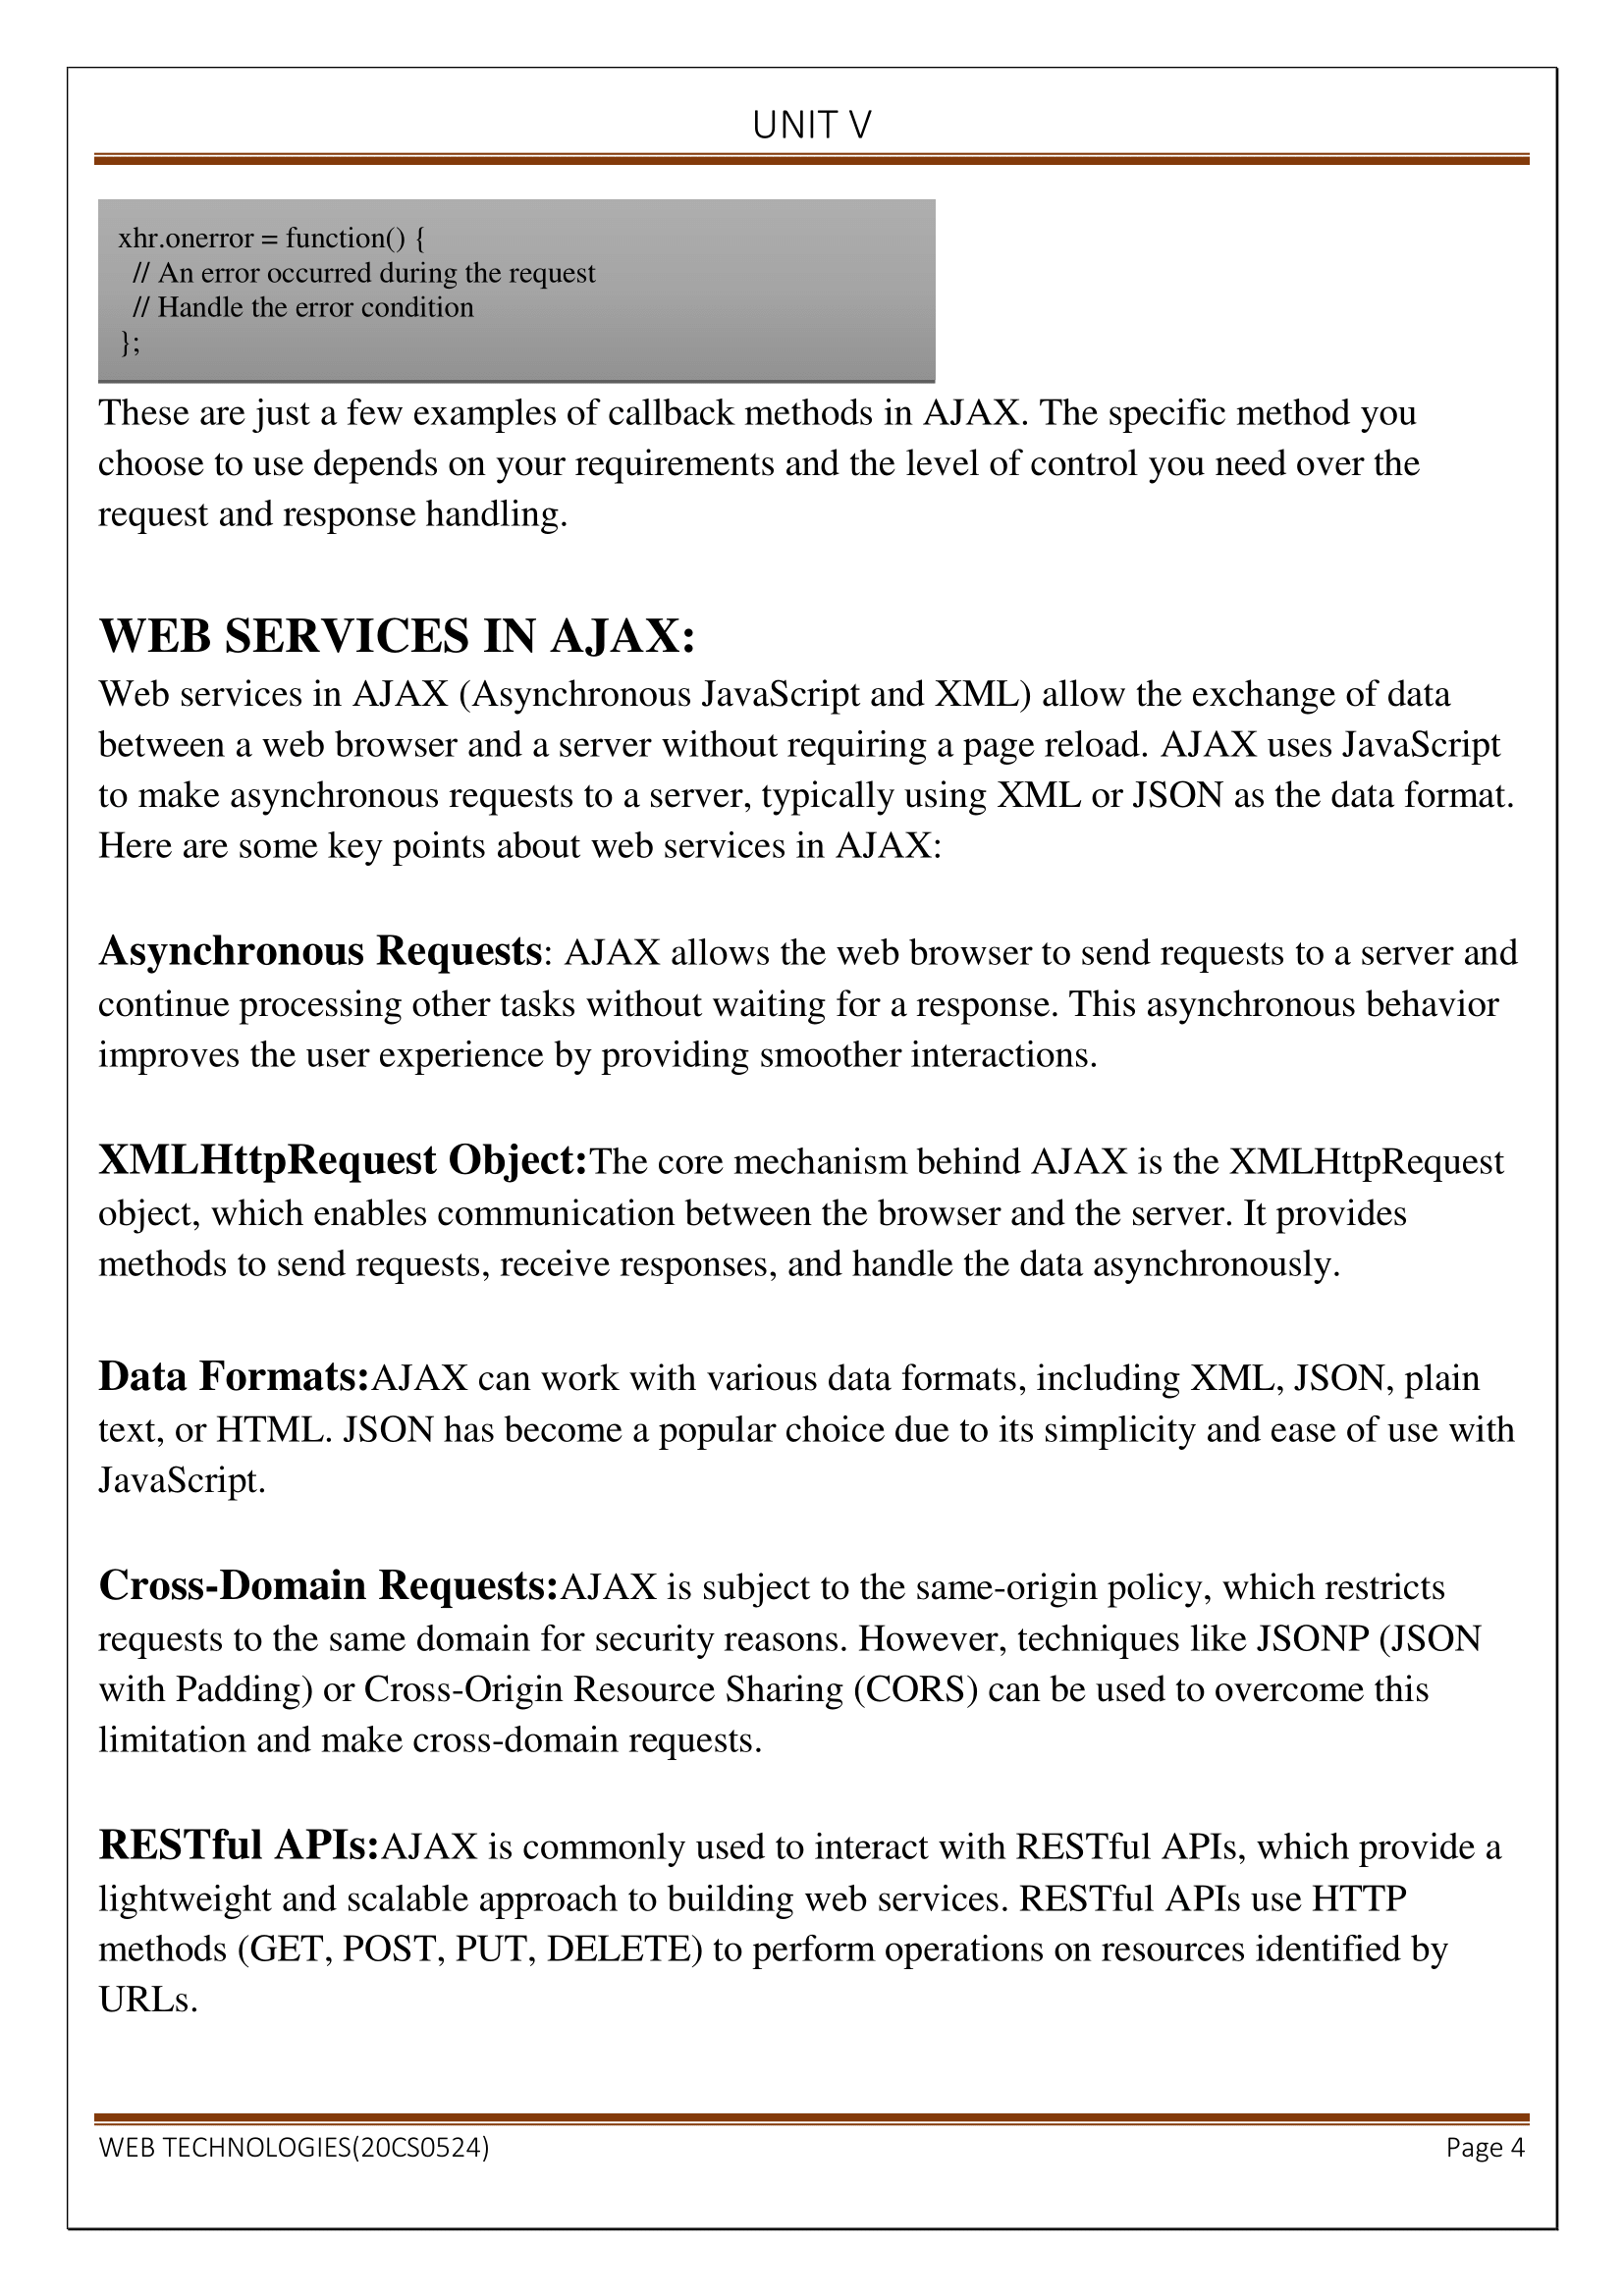 UNIT V
xhr.onerror = function() {
// An error occurred during the request
// Handle the error condition
};
These are just a few examples of callback methods in AJAX. The specific method you
choose to use depends on your requirements and the level of control you need over the
request and response handling.
WEB SERVICES IN AJAX:
Web services in AJAX (Asynchronous JavaScript and XML) allow the exchange of data
between a web browser and a server without requiring a page reload. AJAX uses JavaScript
to make asynchronous requests to a server, typically using XML or JSON as the data format.
Here are some key points about web services in AJAX:
Asynchronous Requests: AJAX allows the web browser to send requests to a server and
continue processing other tasks without waiting for a response. This asynchronous behavior
improves the user experience by providing smoother interactions.
XMLHttpRequest Object:The core mechanism behind AJAX is the XMLHttpRequest
object, which enables communication between the browser and the server. It provides
methods to send requests, receive responses, and handle the data asynchronously.
Data Formats:AJAX can work with various data formats, including XML, JSON, plain
text, or HTML. JSON has become a popular choice due to its simplicity and ease of use with
JavaScript.
Cross-Domain Requests:AJAX is subject to the same-origin policy, which restricts
requests to the same domain for security reasons. However, techniques like JSONP (JSON
with Padding) or Cross-Origin Resource Sharing (CORS) can be used to overcome this
limitation and make cross-domain requests.
RESTful APIs:AJAX is commonly used to interact with RESTful APIs, which provide a
lightweight and scalable approach to building web services. RESTful APIs use HTTP
methods (GET, POST, PUT, DELETE) to perform operations on resources identified by
URLs.
WEB TECHNOLOGIES(20CS0524) Page 4